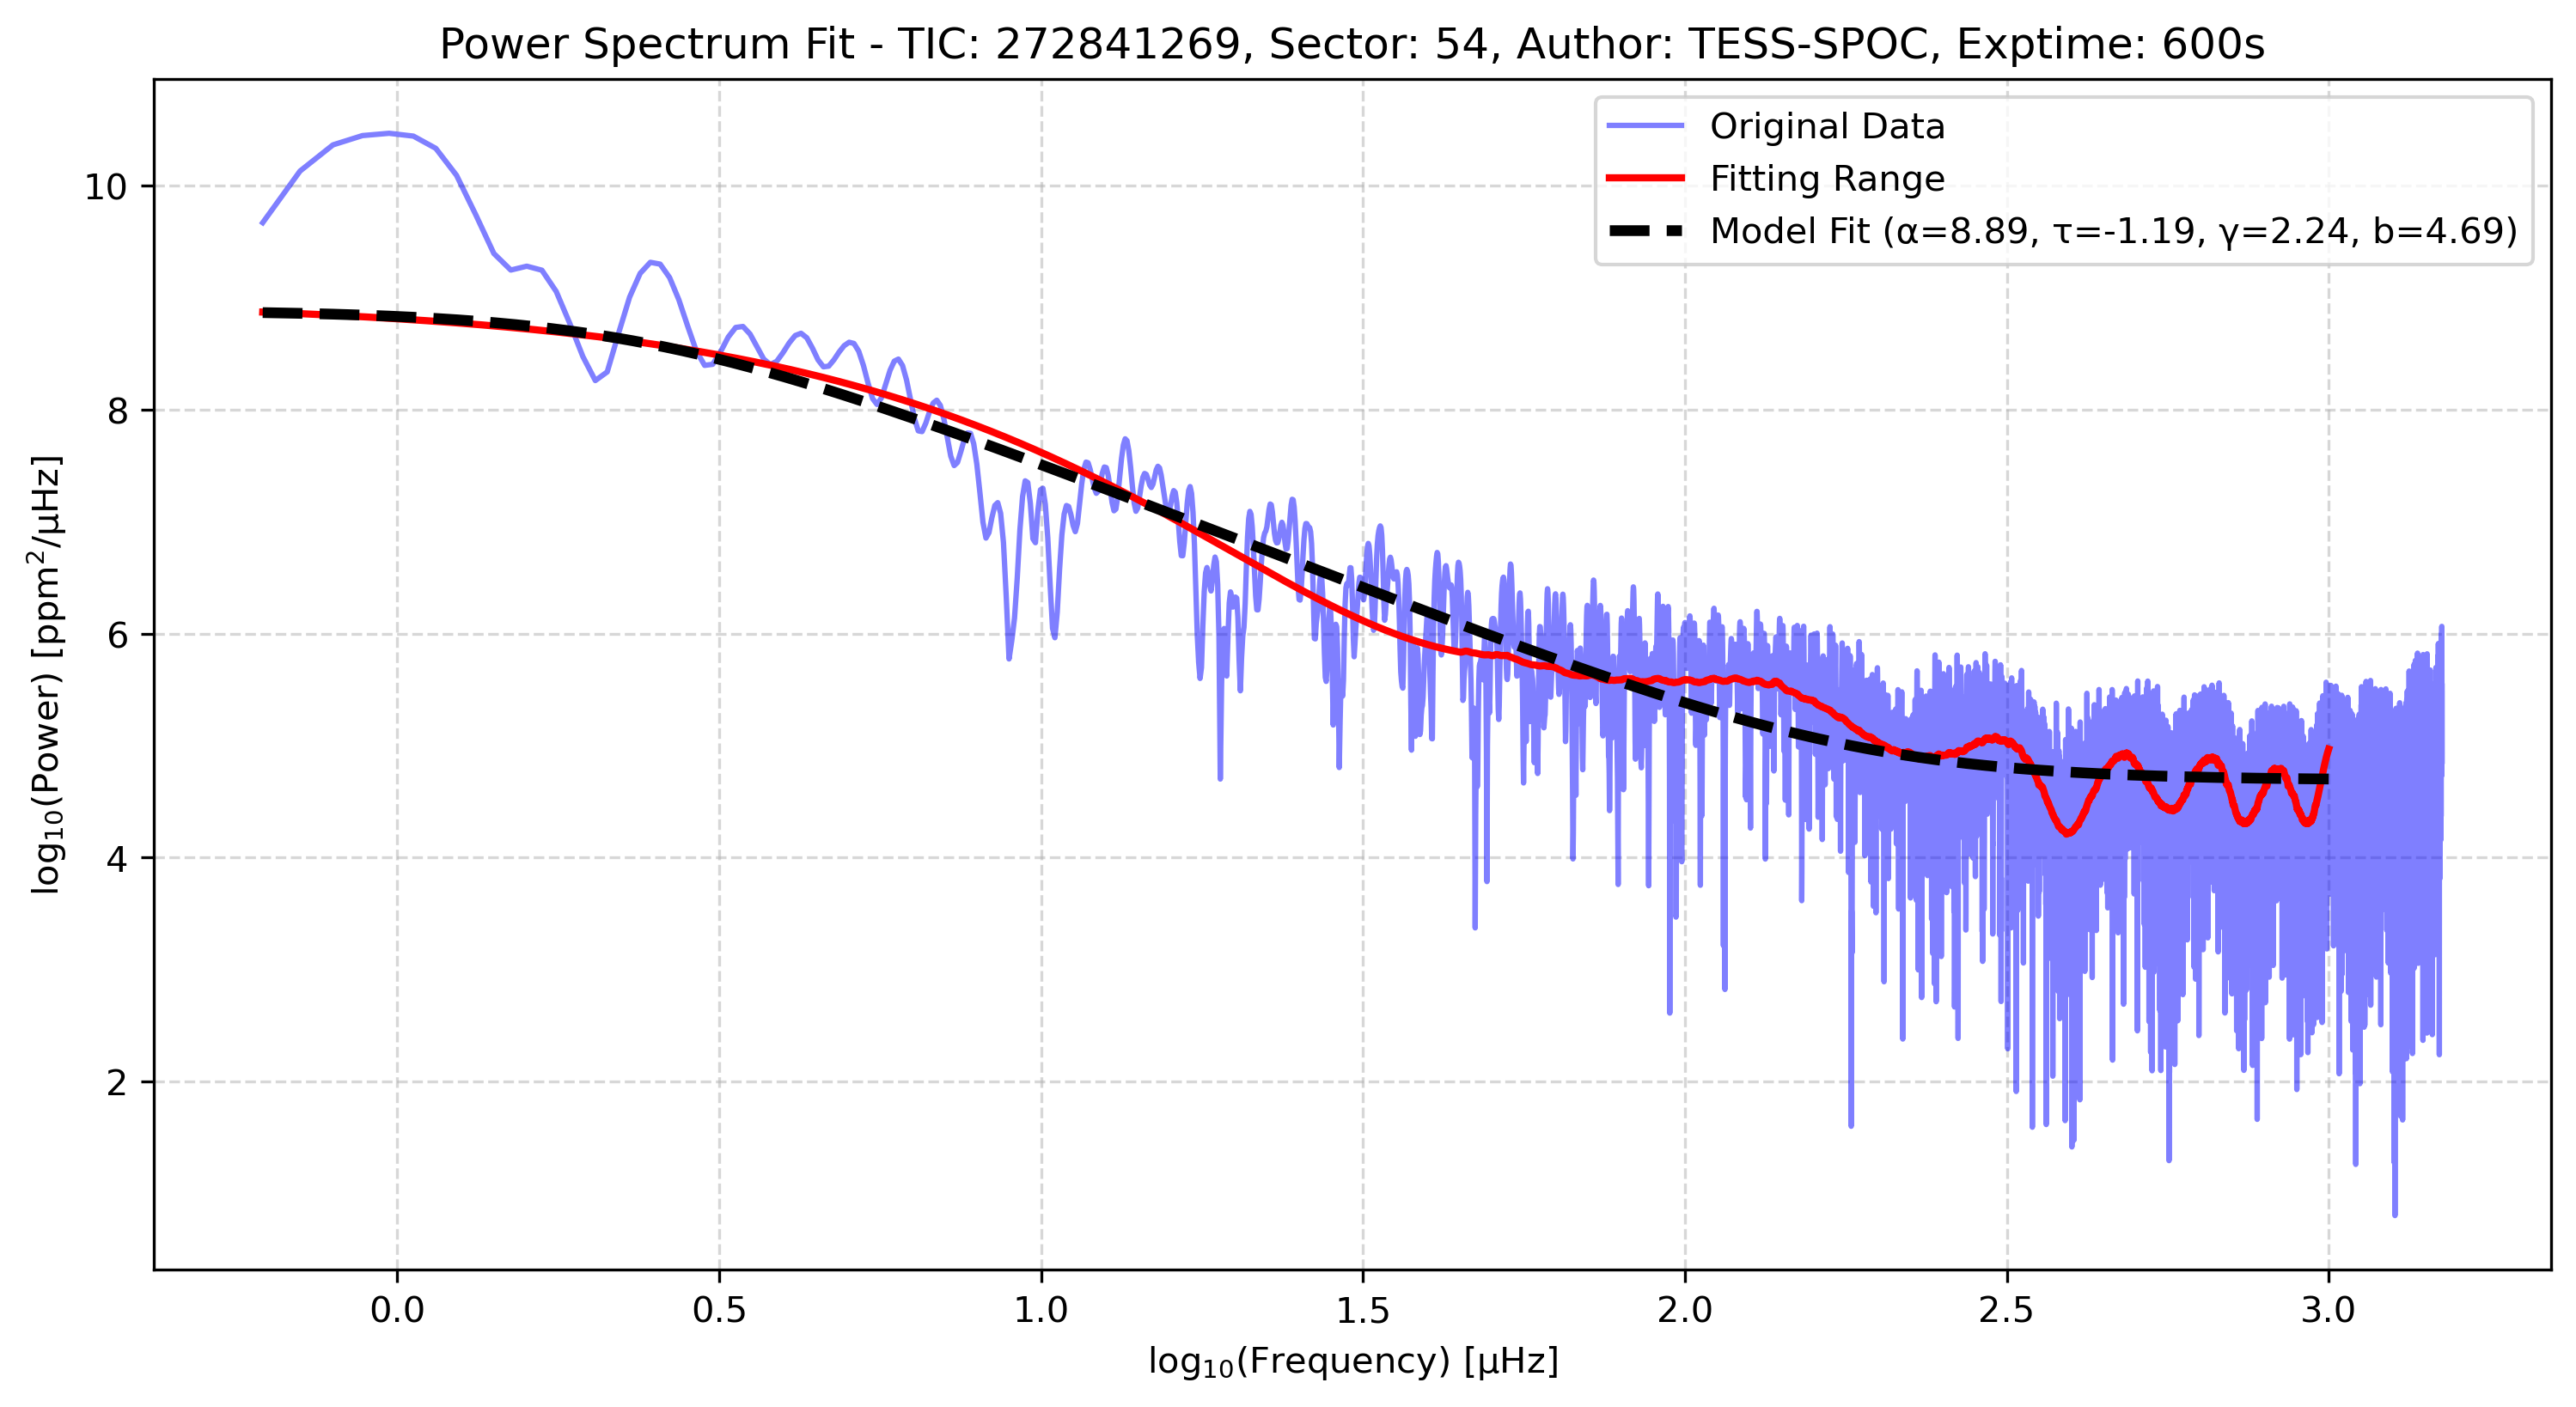 Power Spectrum Fit - TIC: 272841269, Sector: 54, Author: TESS-SPOC, Exptime: 600s
Original Data
Fitting Range
Model Fit (α=8.89, τ=-1.19, γ=2.24, b=4.69)
log₁₀(Power) [ppm²/μHz]
10
8
6
4
2
0.0 0.5 1.0 1.5 2.0 2.5 3.0
log₁₀(Frequency) [μHz]